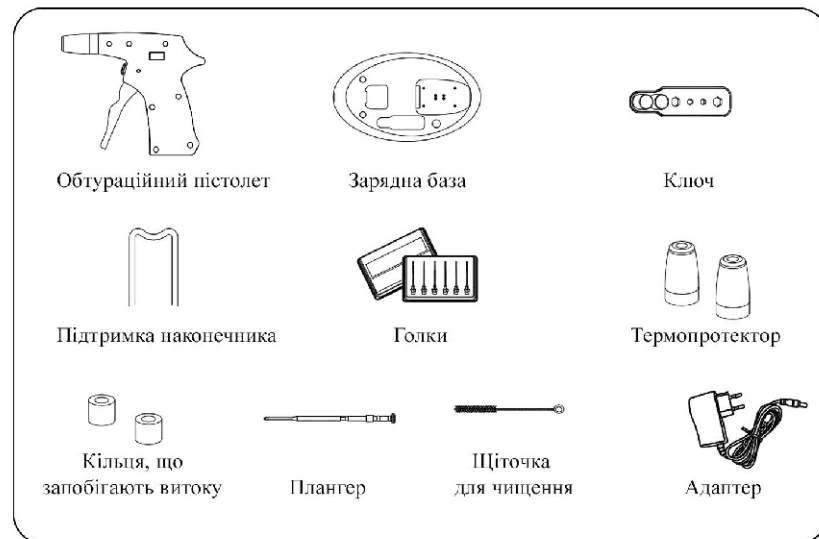 Обтураційний пістолет
Зарядна база
Ключ
Підтримка наконечника
Голки
Термопротектор
Кільця, що
запобігають витоку
Плангер
Щіточка
для чищення
Адаптер